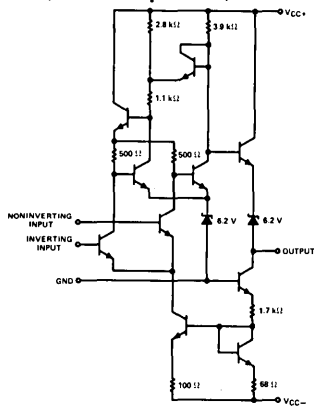 VCC+
2.8 kΩ
3.9 kΩ
1.1 kΩ
500 Ω
500 Ω
NONINVERTING INPUT
6.2 V
6.2 V
INVERTING INPUT
OUTPUT
GND
1.7 kΩ
100 Ω
68 Ω
VCC−